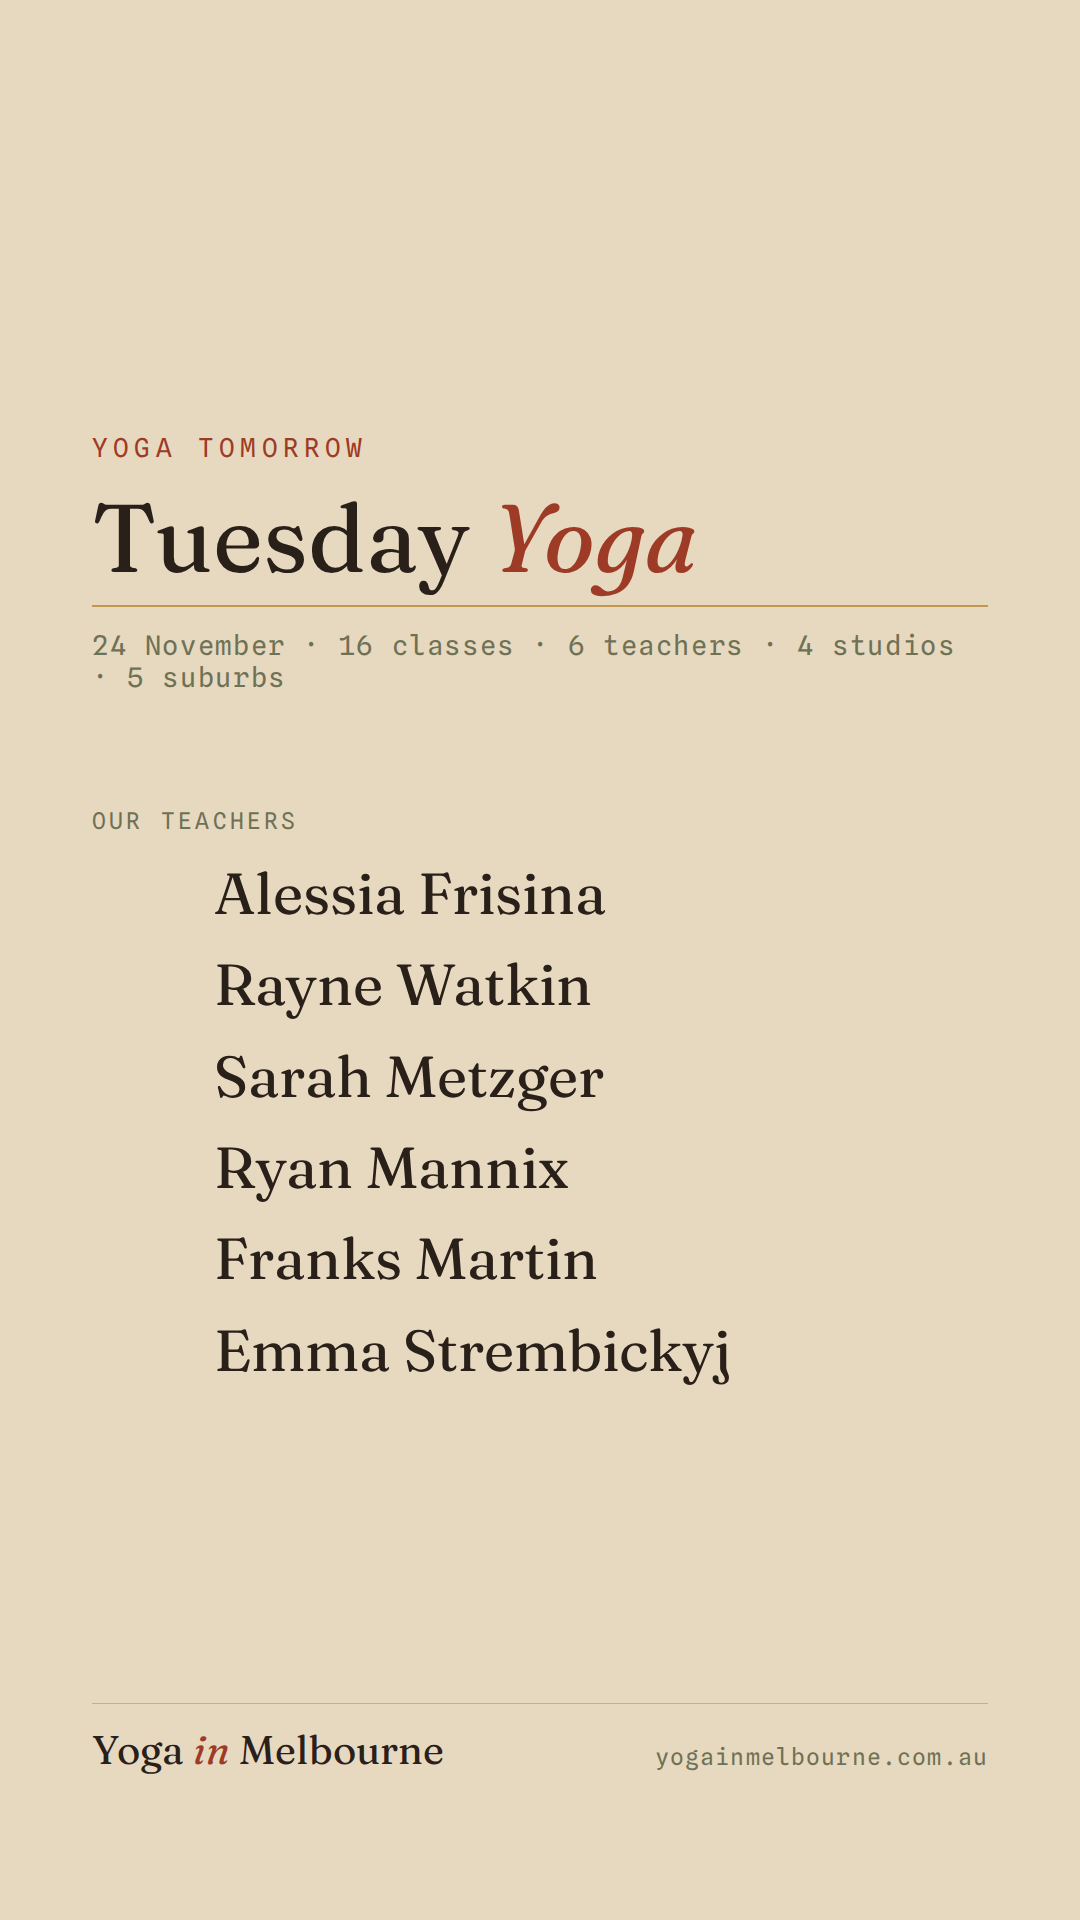 YOGA TOMORROW
Tuesday Yoga
24 November · 16 classes · 6 teachers · 4 studios
· 5 suburbs
OUR TEACHERS
Alessia Frisina
Rayne Watkin
Sarah Metzger
Ryan Mannix
Franks Martin
Emma Strembickyj
Yoga in Melbourne
yogainmelbourne.com.au